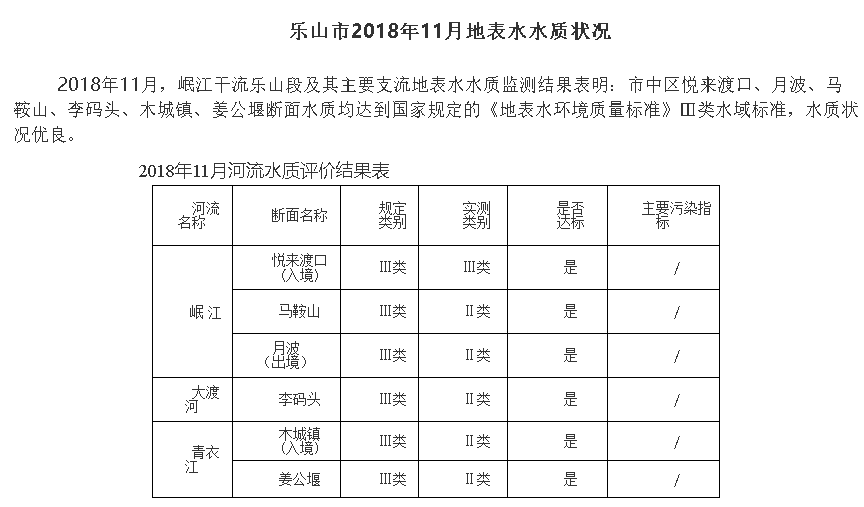 乐山市2018年11月地表水水质状况
2018年11月，岷江干流乐山段及其主要支流地表水水质监测结果表明：市中区悦来渡口、月波、马
鞍山、李码头、木城镇、姜公堰断面水质均达到国家规定的《地表水环境质量标准》Ⅲ类水域标准，水质状
况优良。
2018年11月河流水质评价结果表
河流
名称
断面名称
规定
类别
实测
类别
是否
达标
主要污染指
标
岷 江
悦来渡口
(入境)
Ⅲ类
Ⅲ类
是
/
马鞍山
Ⅲ类
Ⅱ类
是
/
月波
（出境）
Ⅲ类
Ⅱ类
是
/
大渡
河
李码头
Ⅲ类
Ⅱ类
是
/
青衣
江
木城镇
(入境)
Ⅲ类
Ⅱ类
是
/
姜公堰
Ⅲ类
Ⅱ类
是
/